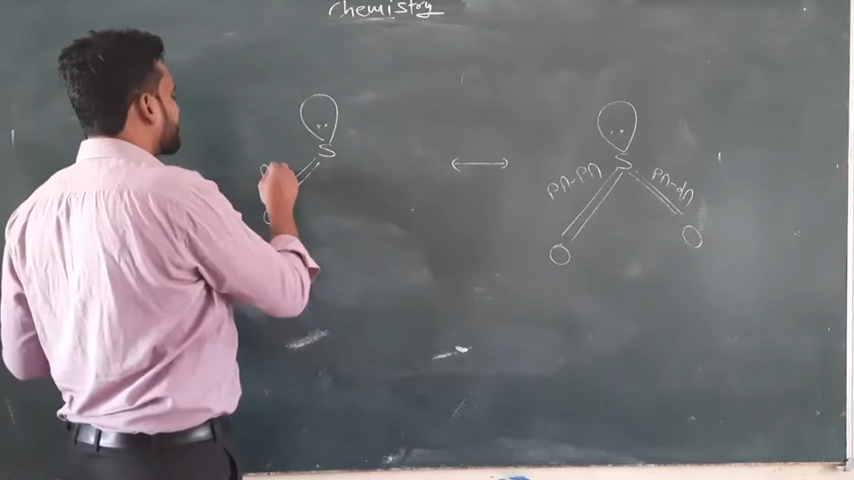 chemistry
S
S
pπ-pπ pπ-dπ
O O